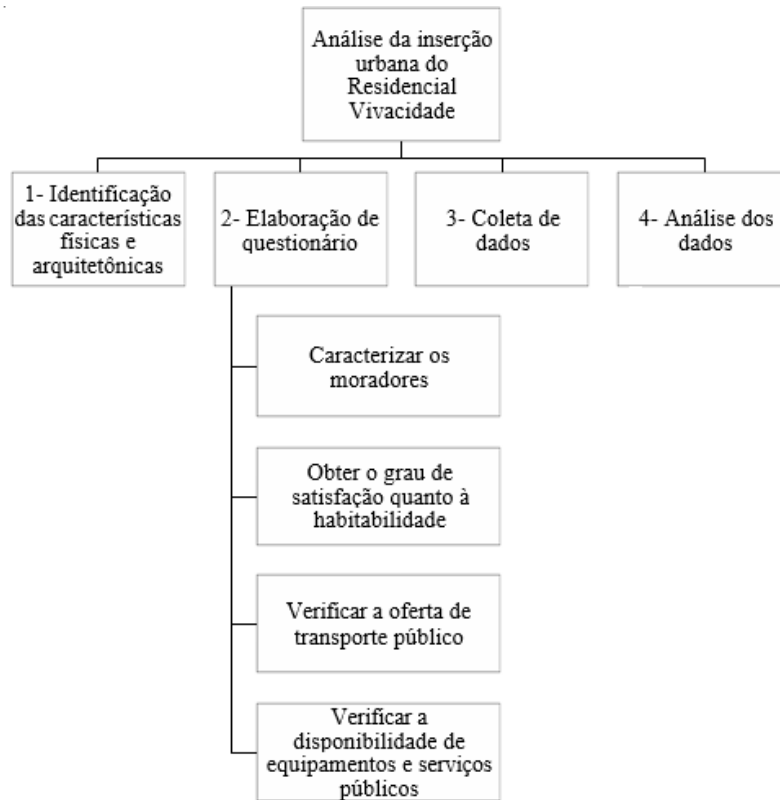 Análise da inserção
urbana do
Residencial
Vivacidade
1- Identificação
das características
físicas e
arquitetônicas
2- Elaboração de
questionário
3- Coleta de
dados
4- Análise dos
dados
Caracterizar os
moradores
Obter o grau de
satisfação quanto à
habitabilidade
Verificar a oferta de
transporte público
Verificar a
disponibilidade de
equipamentos e serviços
públicos